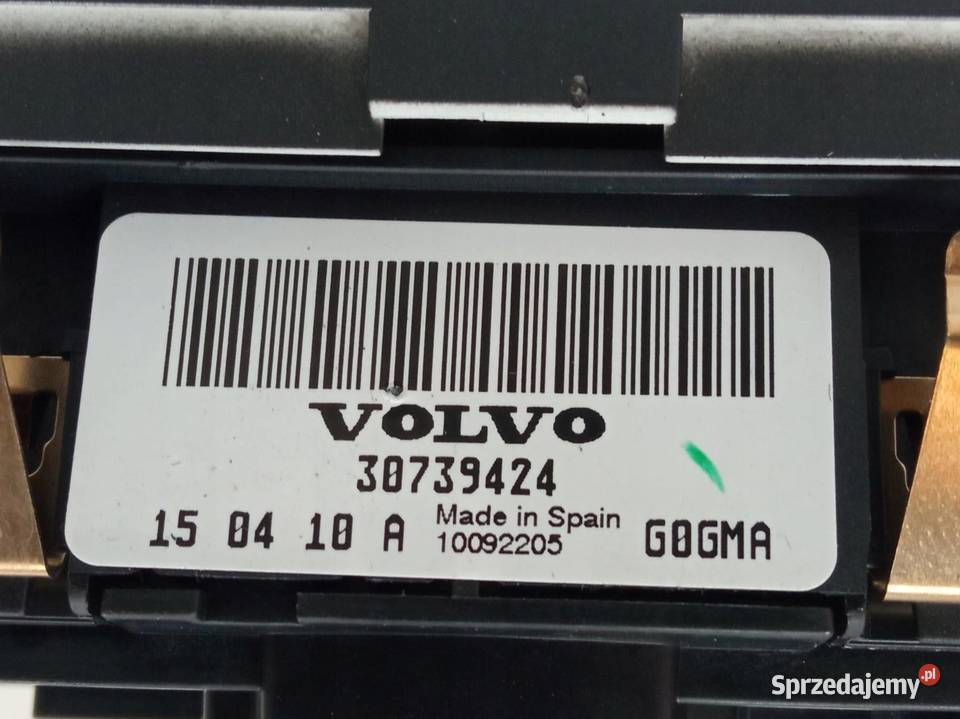 VOLVO
30739424
15 04 10 A
Made in Spain
10092205
G0GMA
Sprzedajemy.pl